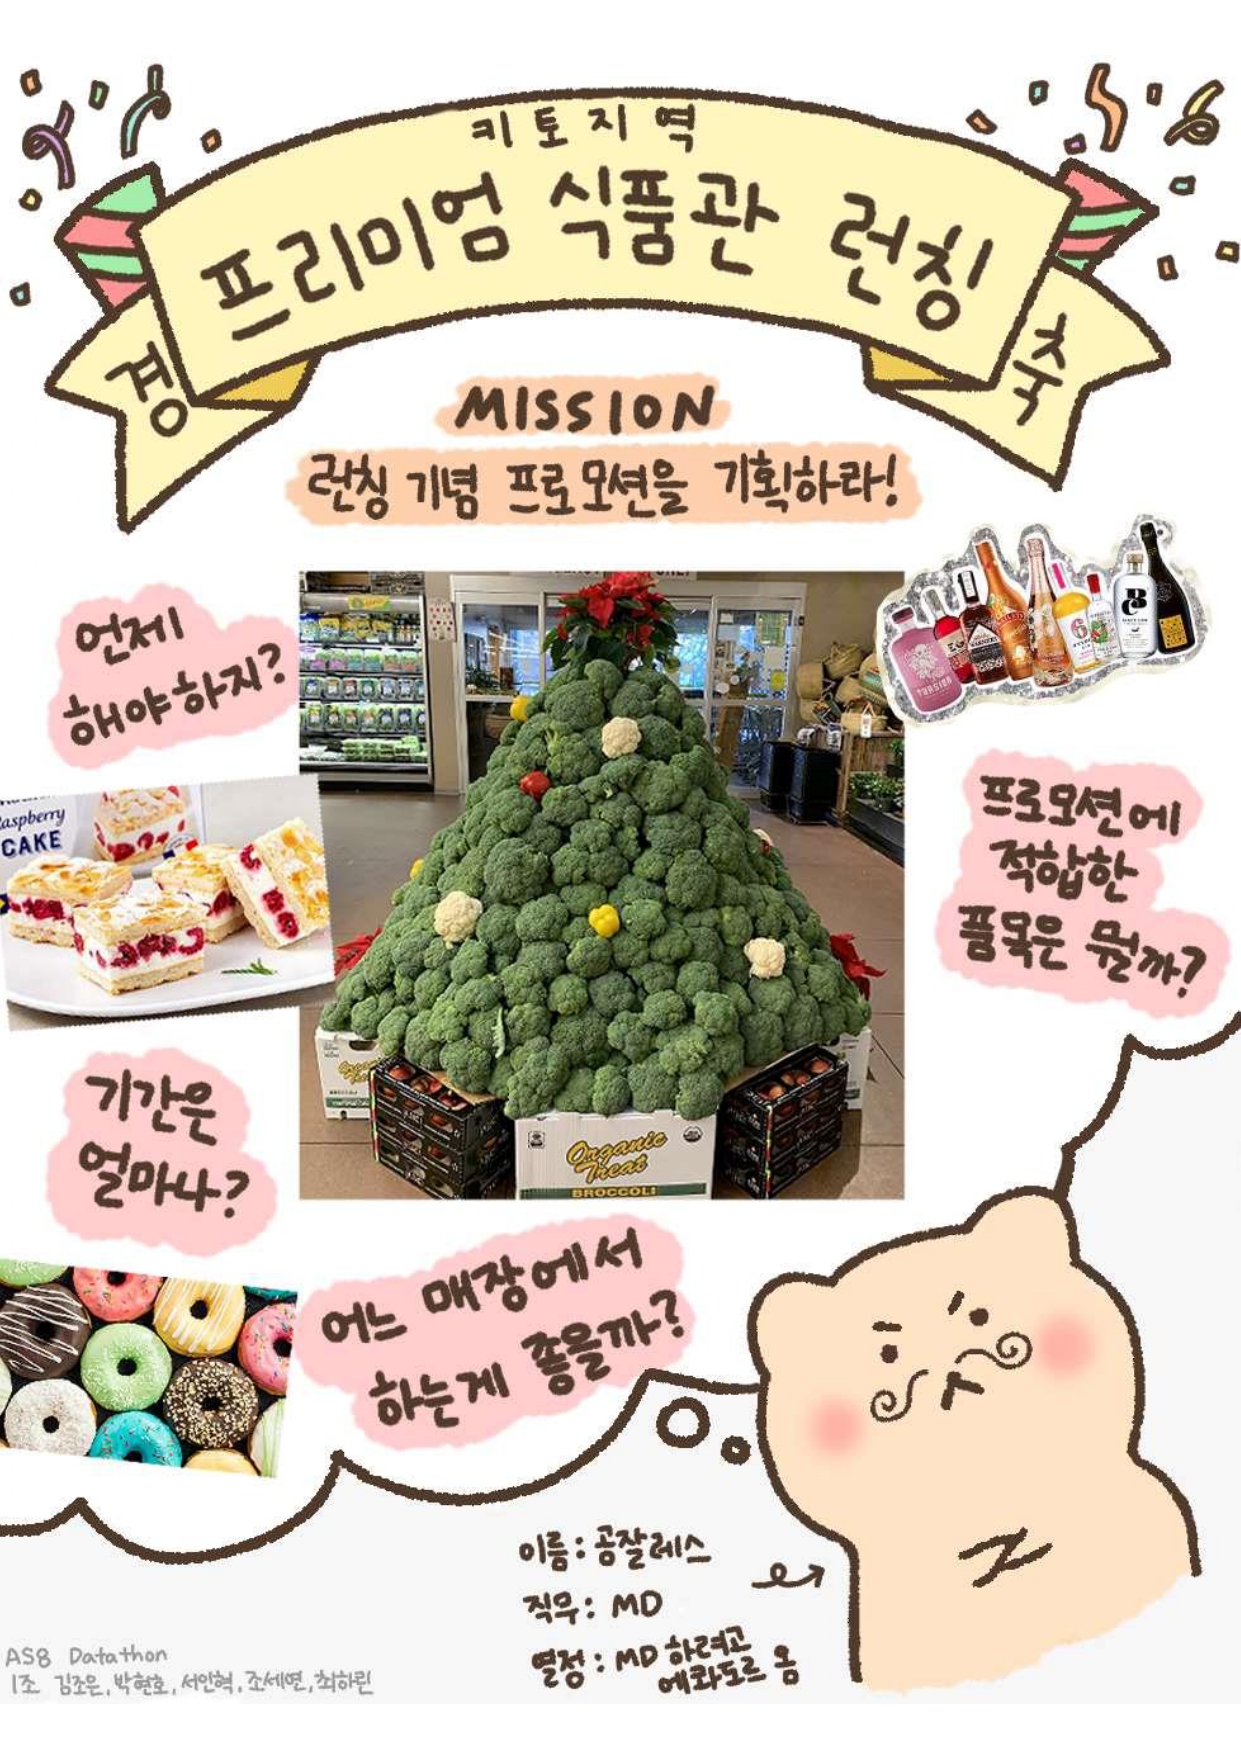 키토지역
프리미엄 식품관 런칭
경
축
MISSION
런칭 기념 프로모션을 기획하라!
언제
해야하지?
Raspberry
CAKE
프로모션에
적합한
품목은 뭘까?
기간은
얼마나?
Organic
Treat
BROCCOLI
어느 매장에서
하는게 좋을까?
이름 : 공잘레스
직무 : MD
열정 : MD 하려고
에콰도르 옴
ASB Datathon
1조 김조은, 박현호, 서인혁, 조세연, 최하린